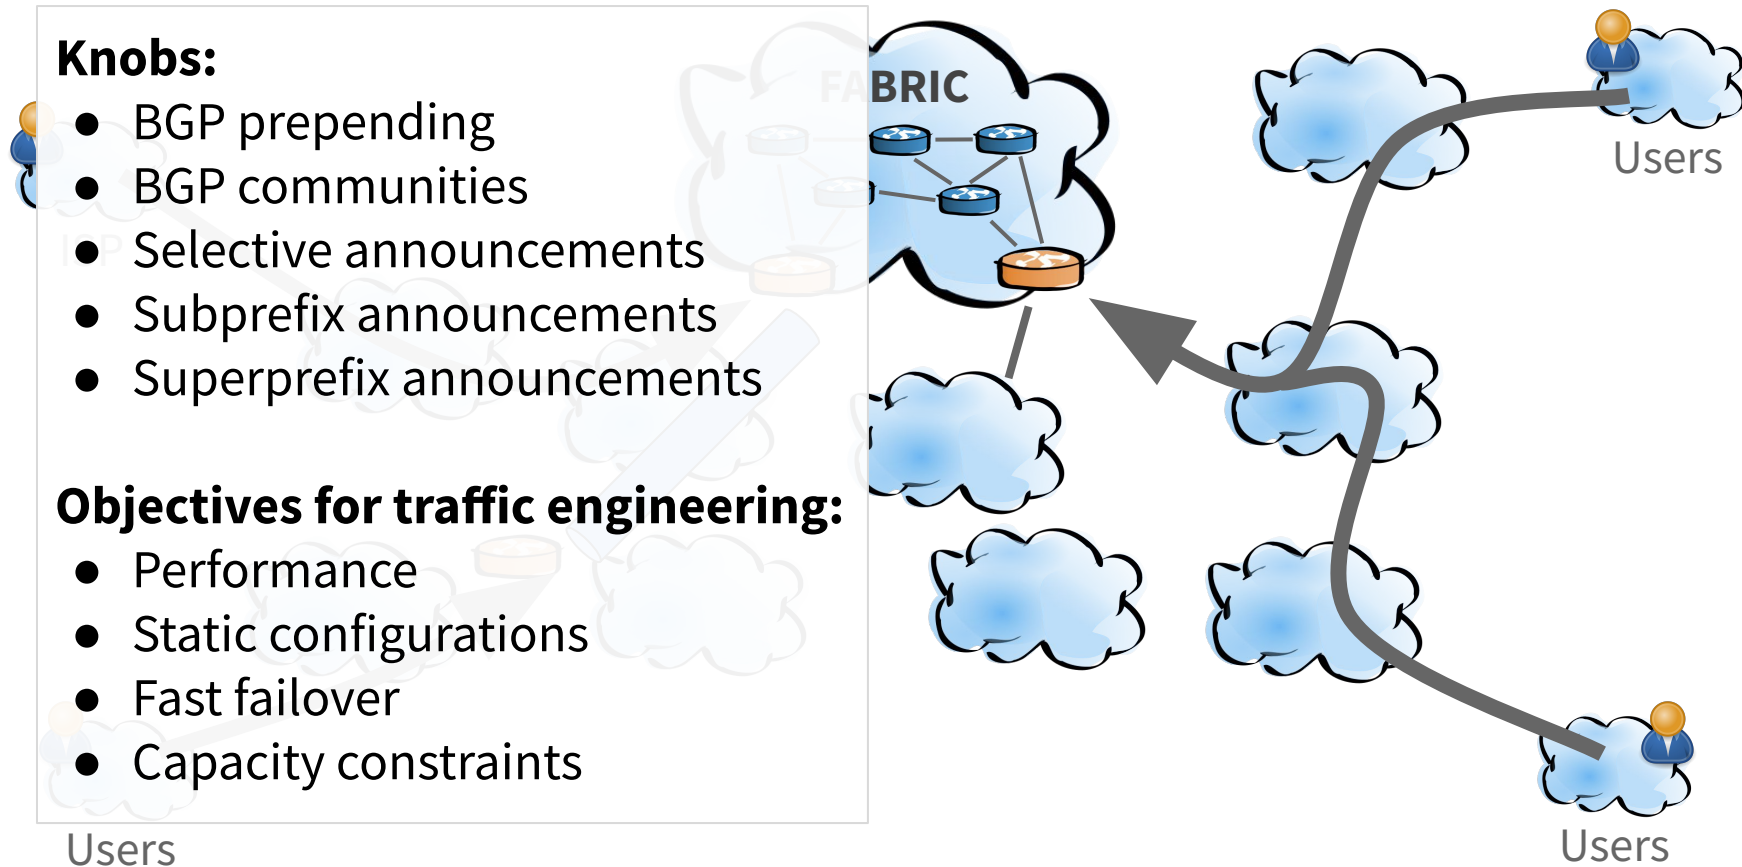 Knobs:
● BGP prepending
● BGP communities
● Selective announcements
● Subprefix announcements
● Superprefix announcements
Objectives for traffic engineering:
● Performance
● Static configurations
● Fast failover
● Capacity constraints
FABRIC
Users
Users
Users